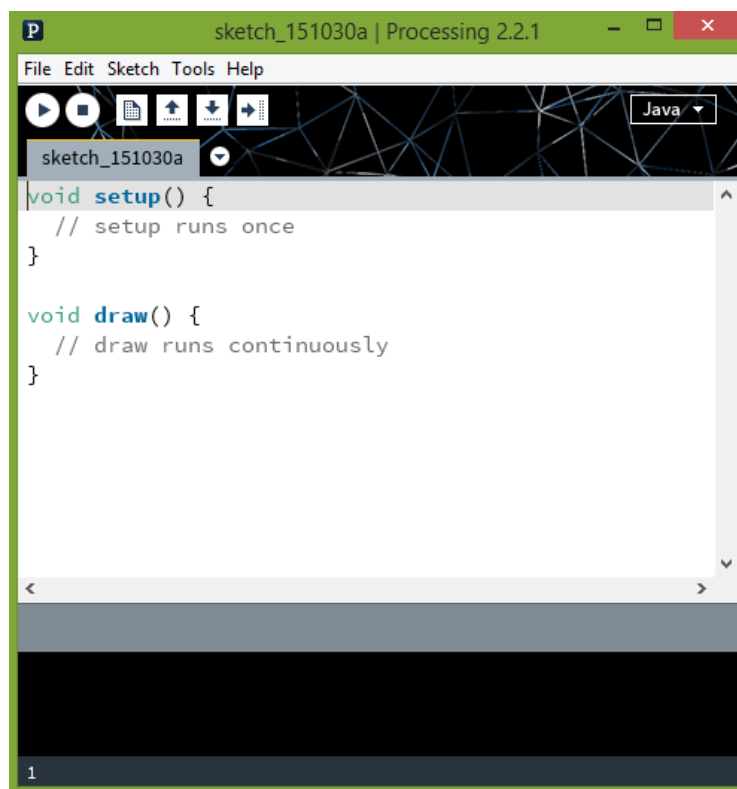 P sketch_151030a | Processing 2.2.1
File Edit Sketch Tools Help
Java
sketch_151030a
void setup() {
  // setup runs once
}

void draw() {
  // draw runs continuously
}
1